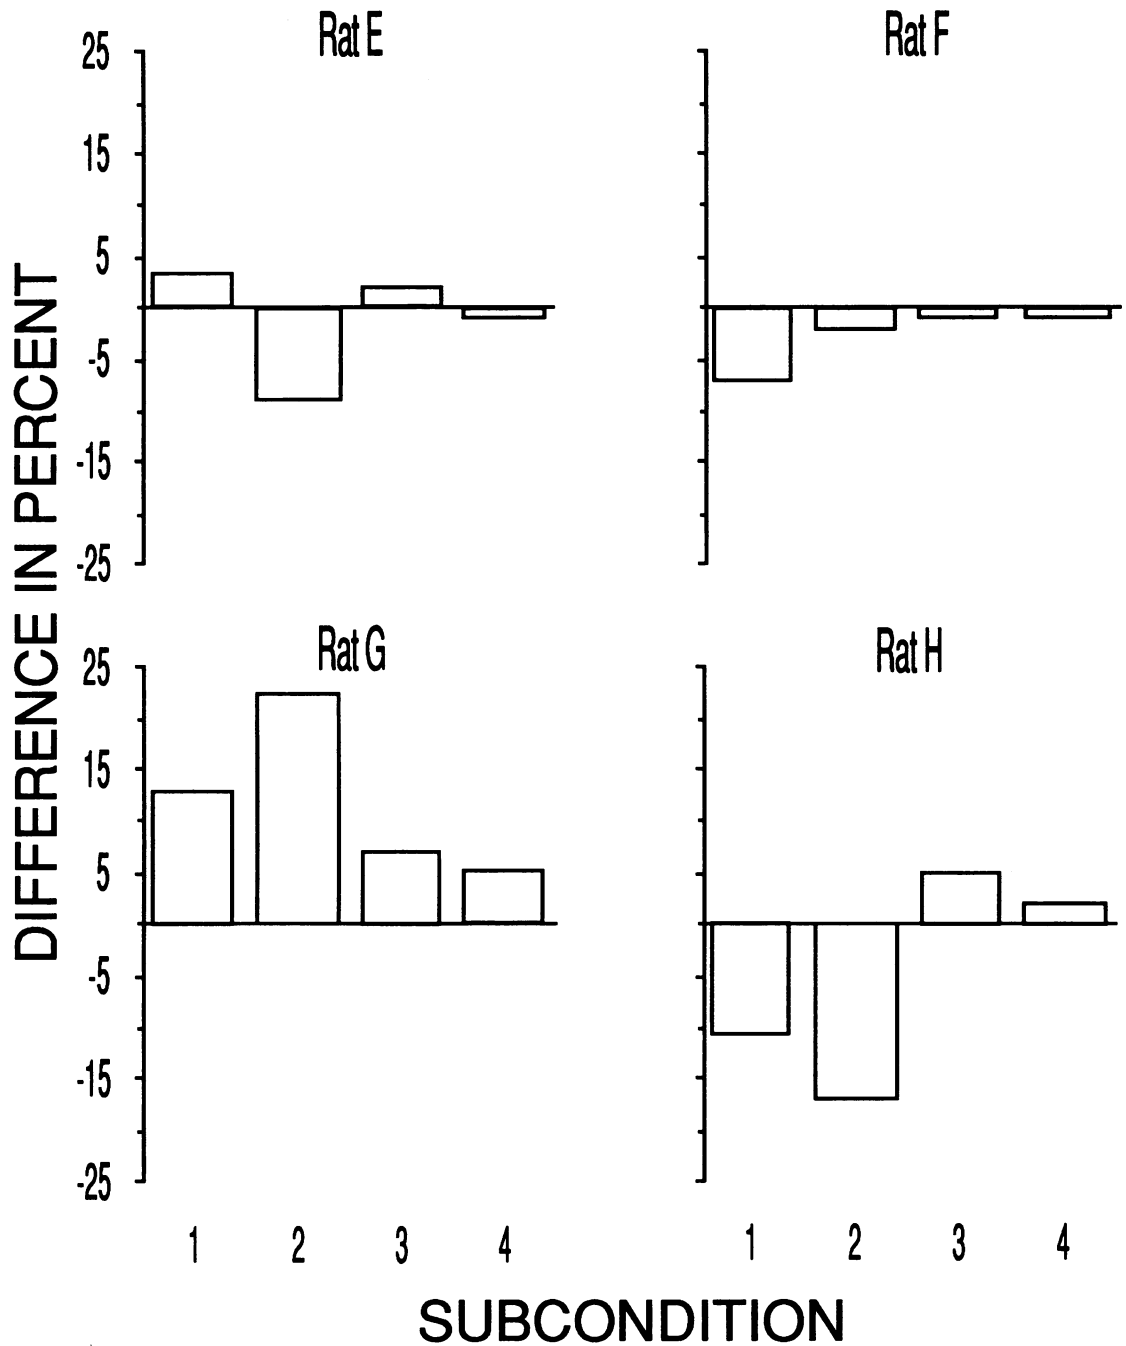 Rat E
Rat F
25
15
5
-5
-15
-25
DIFFERENCE IN PERCENT
Rat G
Rat H
25
15
5
-5
-15
-25
1 2 3 4
1 2 3 4
SUBCONDITION